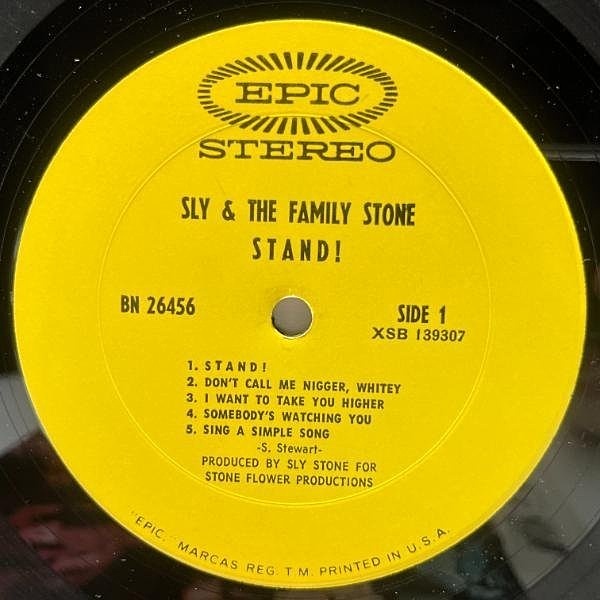 EPIC
STEREO
SLY & THE FAMILY STONE
STAND!
BN 26456
SIDE 1
XSB 139307
1. STAND!
2. DON'T CALL ME NIGGER, WHITEY
3. I WANT TO TAKE YOU HIGHER
4. SOMEBODY'S WATCHING YOU
5. SING A SIMPLE SONG
-S. Stewart-
PRODUCED BY SLY STONE FOR
STONE FLOWER PRODUCTIONS
"EPIC," MARCAS REG. T.M. PRINTED IN U.S.A.